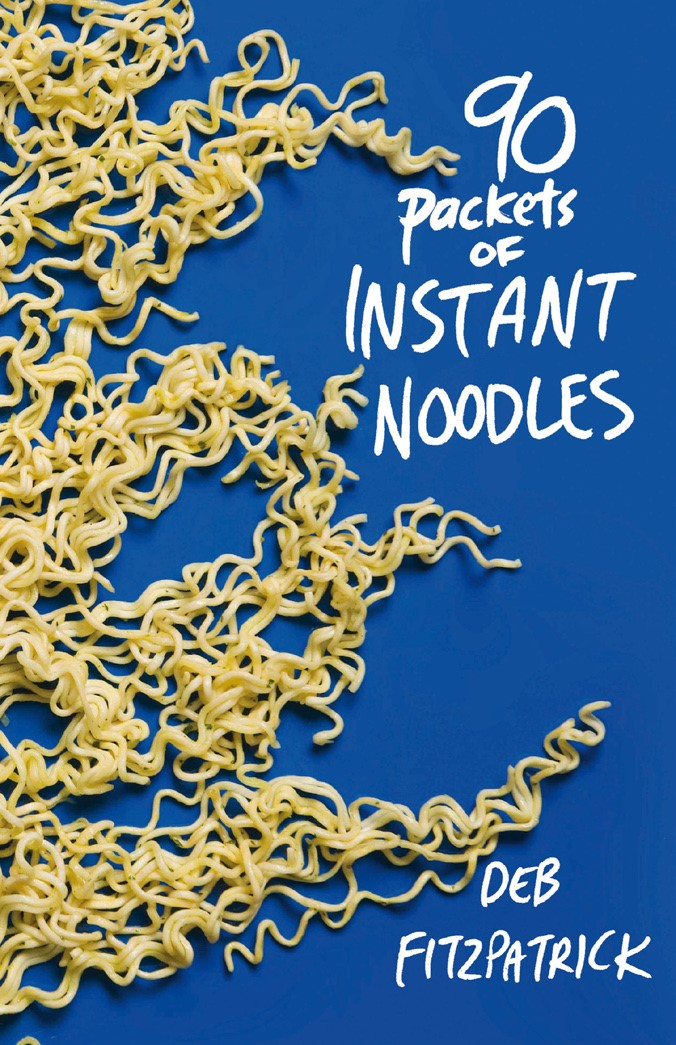 90
packets
OF
INSTANT
NOODLES
DEB
FITZPATRICK